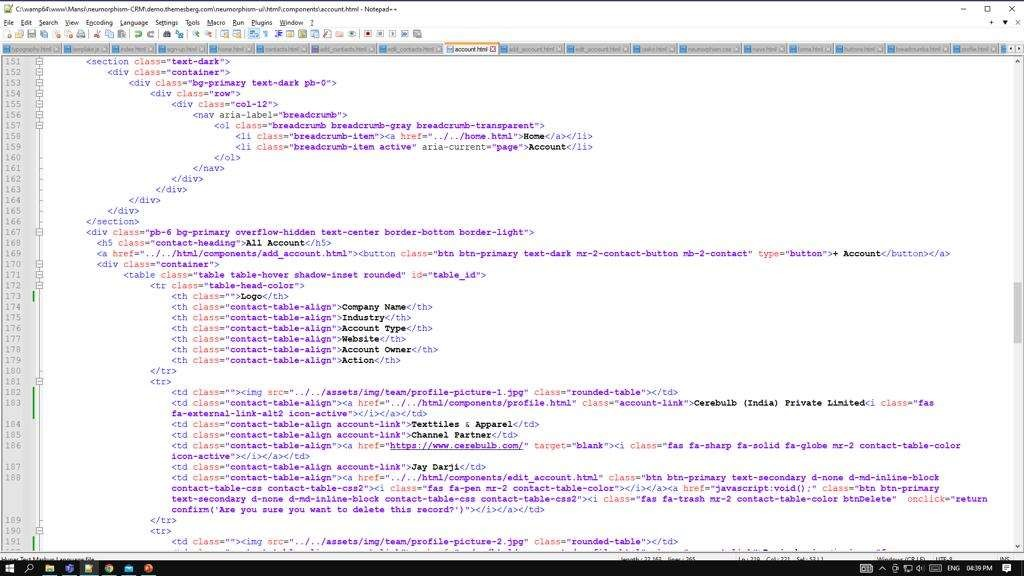 C:\wamp64\www\Mansi\neumorphism-CRM\demo.themesberg.com\neumorphism-ui\html\components\account.html - Notepad++
File Edit Search View Encoding Language Settings Tools Macro Run Plugins Window ?
account.html
151 <section class="text-dark">
152 <div class="container">
153 <div class="bg-primary text-dark pb-0">
154 <div class="row">
155 <div class="col-12">
156 <nav aria-label="breadcrumb">
157 <ol class="breadcrumb breadcrumb-gray breadcrumb-transparent">
158 <li class="breadcrumb-item"><a href="../../home.html">Home</a></li>
159 <li class="breadcrumb-item active" aria-current="page">Account</li>
160 </ol>
161 </nav>
162 </div>
163 </div>
164 </div>
165 </div>
166 </section>
167 <div class="pb-6 bg-primary overflow-hidden text-center border-bottom border-light">
168 <h5 class="contact-heading">All Account</h5>
169 <a href="../../html/components/add_account.html"><button class="btn btn-primary text-dark mr-2-contact-button mb-2-contact" type="button">+ Account</button></a>
170 <div class="container">
171 <table class="table table-hover shadow-inset rounded" id="table_id">
172 <tr class="table-head-color">
173 <th class="">Logo</th>
174 <th class="contact-table-align">Company Name</th>
175 <th class="contact-table-align">Industry</th>
176 <th class="contact-table-align">Account Type</th>
177 <th class="contact-table-align">Website</th>
178 <th class="contact-table-align">Account Owner</th>
179 <th class="contact-table-align">Action</th>
180 </tr>
181 <tr>
182 <td class=""><img src="../../assets/img/team/profile-picture-1.jpg" class="rounded-table"></td>
183 <td class="contact-table-align"><a href="../../html/components/profile.html" class="account-link">Cerebulb (India) Private Limited<i class="fas
fa-external-link-alt2 icon-active"></i></a></td>
184 <td class="contact-table-align account-link">Texttiles & Apparel</td>
185 <td class="contact-table-align account-link">Channel Partner</td>
186 <td class="contact-table-align"><a href="https://www.cerebulb.com/" target="blank"><i class="fas fa-sharp fa-solid fa-globe mr-2 contact-table-color
icon-active"></i></a></td>
187 <td class="contact-table-align account-link">Jay Darji</td>
188 <td class="contact-table-align"><a href="../../html/components/edit_account.html" class="btn btn-primary text-secondary d-none d-md-inline-block
contact-table-css contact-table-css2"><i class="fas fa-pen mr-2 contact-table-color"></i></a><a href="javascript:void();" class="btn btn-primary
text-secondary d-none d-md-inline-block contact-table-css contact-table-css2"><i class="fas fa-trash mr-2 contact-table-color btnDelete" onclick="return
confirm('Are you sure you want to delete this record?')"></i></a></td>
189 </tr>
190 <tr>
191 <td class=""><img src="../../assets/img/team/profile-picture-2.jpg" class="rounded-table"></td>
ENG 04:39 PM